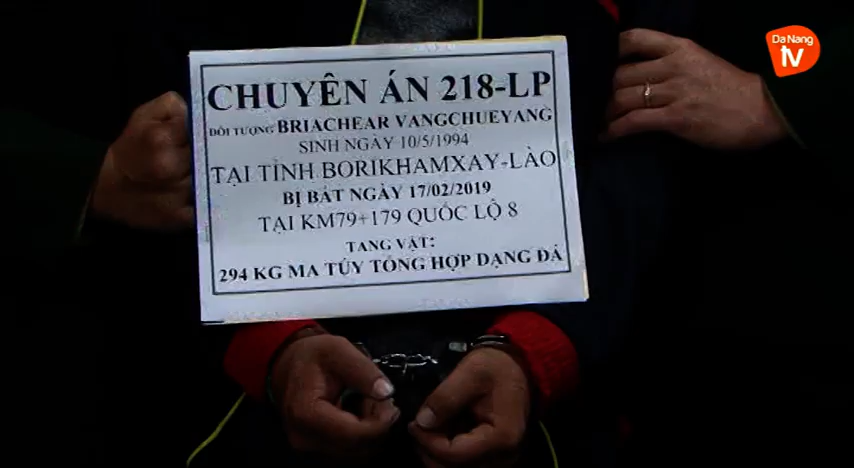 Da Nang
tv
CHUYÊN ÁN 218-LP
ĐỐI TƯỢNG BRIACHEAR VANGCHUEYANG
SINH NGÀY 10/5/1994
TẠI TỈNH BORIKHAMXAY-LÀO
BỊ BẮT NGÀY 17/02/2019
TẠI KM79+179 QUỐC LỘ 8
TANG VẬT:
294 KG MA TÚY TỔNG HỢP DẠNG ĐÁ